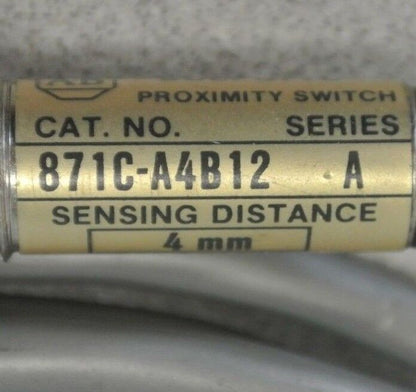 PROXIMITY SWITCH
CAT. NO. SERIES
871C-A4B12 A
SENSING DISTANCE
4 mm